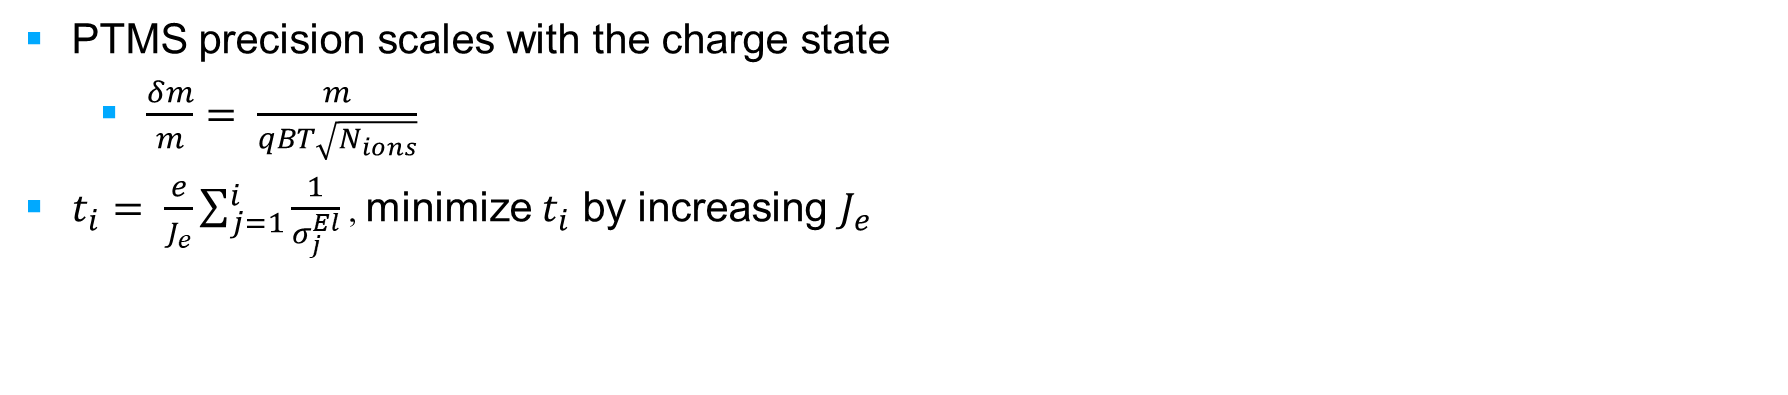 PTMS precision scales with the charge state
δm/m = m/(qBT√N_ions)
t_i = e/J_e ∑_{j=1}^{i} 1/σ_j^{El}, minimize t_i by increasing J_e